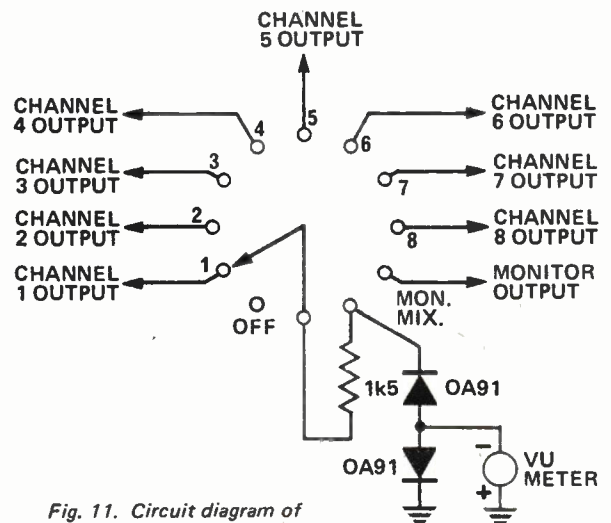 CHANNEL
5 OUTPUT
CHANNEL
4 OUTPUT
4
5
6
CHANNEL
6 OUTPUT
CHANNEL
3 OUTPUT
3
7
CHANNEL
7 OUTPUT
CHANNEL
2 OUTPUT
2
8
CHANNEL
8 OUTPUT
CHANNEL
1 OUTPUT
1
MONITOR
OUTPUT
OFF
MON.
MIX.
1k5
OA91
OA91
-
+
VU
METER
Fig. 11. Circuit diagram of